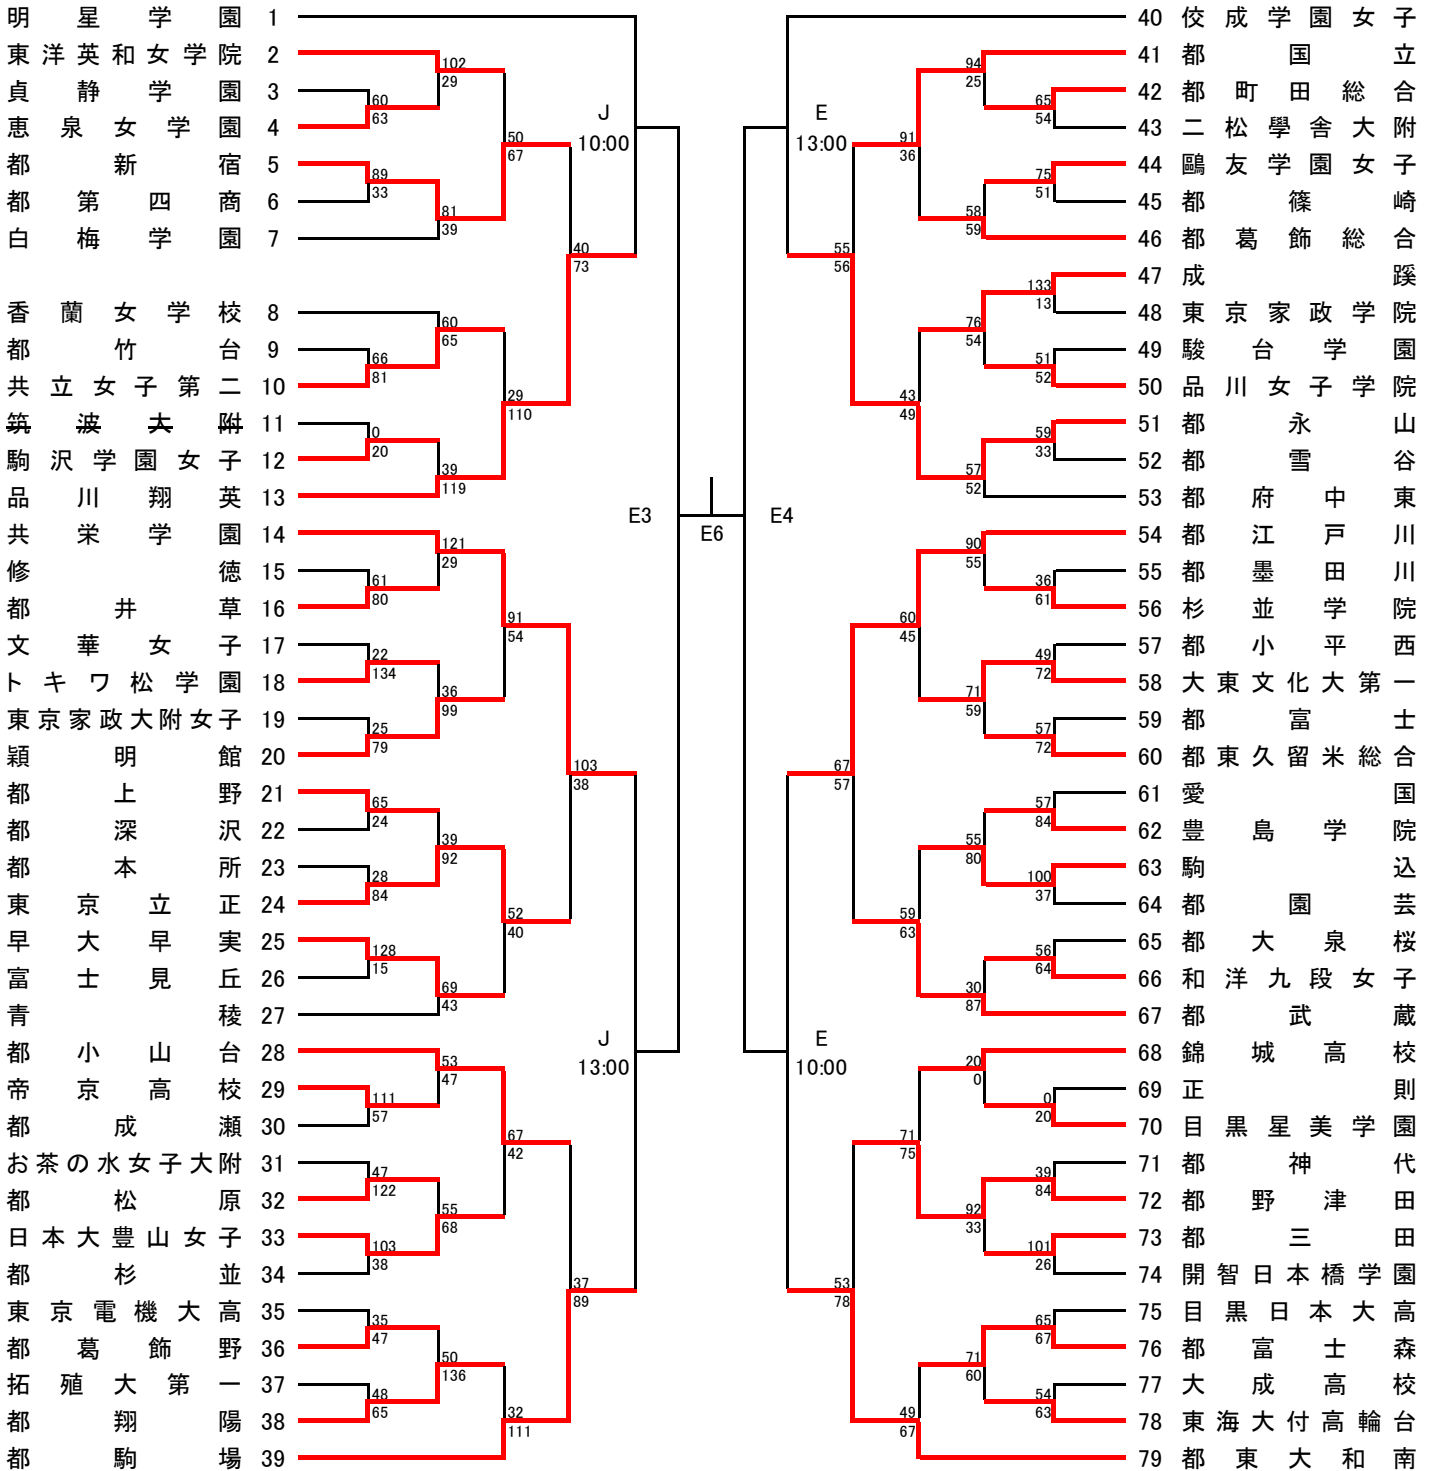 明星学園 1
東洋英和女学院 2
貞静学園 3
恵泉女学園 4
都新宿 5
都第四商 6
白梅学園 7
香蘭女学校 8
都竹台 9
共立女子第二 10
筑波大附 11
駒沢学園女子 12
品川翔英 13
共栄学園 14
修徳 15
都井草 16
文華女子 17
トキワ松学園 18
東京家政大附女子 19
穎明館 20
都上野 21
都深沢 22
都本所 23
東京立正 24
早大早実 25
富士見丘 26
青稜 27
都小山台 28
帝京高校 29
都成瀬 30
お茶の水女子大附 31
都松原 32
日本大豊山女子 33
都杉並 34
東京電機大高 35
都葛飾野 36
拓殖大第一 37
都翔陽 38
都駒場 39
60
63
89
33
66
81
0
20
61
80
22
134
25
79
65
24
28
84
128
15
111
57
47
122
103
38
35
47
48
65
102
29
81
39
60
65
39
119
121
29
36
99
39
92
69
43
53
47
55
68
50
136
50
67
29
110
91
54
52
40
67
42
32
111
40
73
103
38
37
89
J
10:00
J
13:00
E3
E6
E4
E
13:00
E
10:00
55
56
67
57
53
78
91
36
43
49
60
45
59
63
71
75
49
67
94
25
58
59
76
54
57
52
90
55
71
59
55
80
30
87
20
0
92
33
71
60
65
54
75
51
133
13
51
52
59
33
36
61
49
72
57
72
57
84
100
37
56
64
0
20
39
84
101
26
65
67
54
63
40 佼成学園女子
41 都国立
42 都町田総合
43 二松學舎大附
44 鷗友学園女子
45 都篠崎
46 都葛飾総合
47 成蹊
48 東京家政学院
49 駿台学園
50 品川女子学院
51 都永山
52 都雪谷
53 都府中東
54 都江戸川
55 都墨田川
56 杉並学院
57 都小平西
58 大東文化大第一
59 都富士
60 都東久留米総合
61 愛国
62 豊島学院
63 駒込
64 都園芸
65 都大泉桜
66 和洋九段女子
67 都武蔵
68 錦城高校
69 正則
70 目黒星美学園
71 都神代
72 都野津田
73 都三田
74 開智日本橋学園
75 目黒日本大高
76 都富士森
77 大成高校
78 東海大付高輪台
79 都東大和南